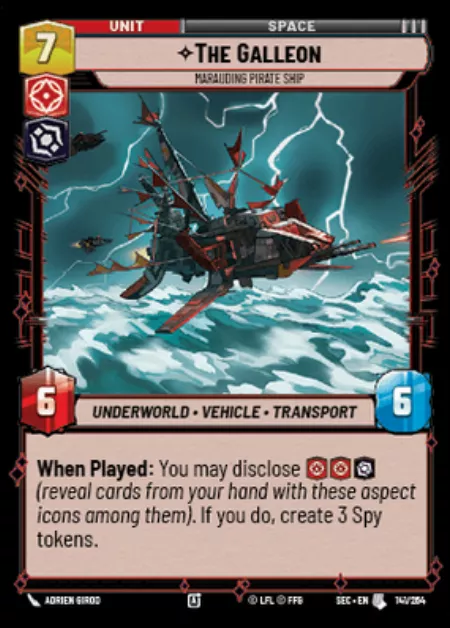 UNIT SPACE
7
THE GALLEON
MARAUDING PIRATE SHIP
6
UNDERWORLD • VEHICLE • TRANSPORT
6
When Played: You may disclose
(reveal cards from your hand with these aspect
icons among them). If you do, create 3 Spy
tokens.
ADRIEN GIROD A © LFL © FFG SEC • EN 141/264